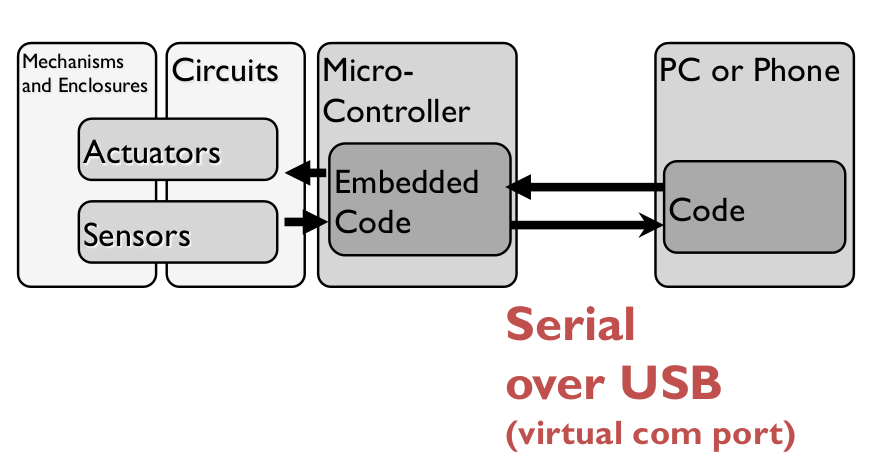 Mechanisms
and Enclosures
Circuits
Micro-
Controller
PC or Phone
Actuators
Sensors
Embedded
Code
Code
Serial
over USB
(virtual com port)